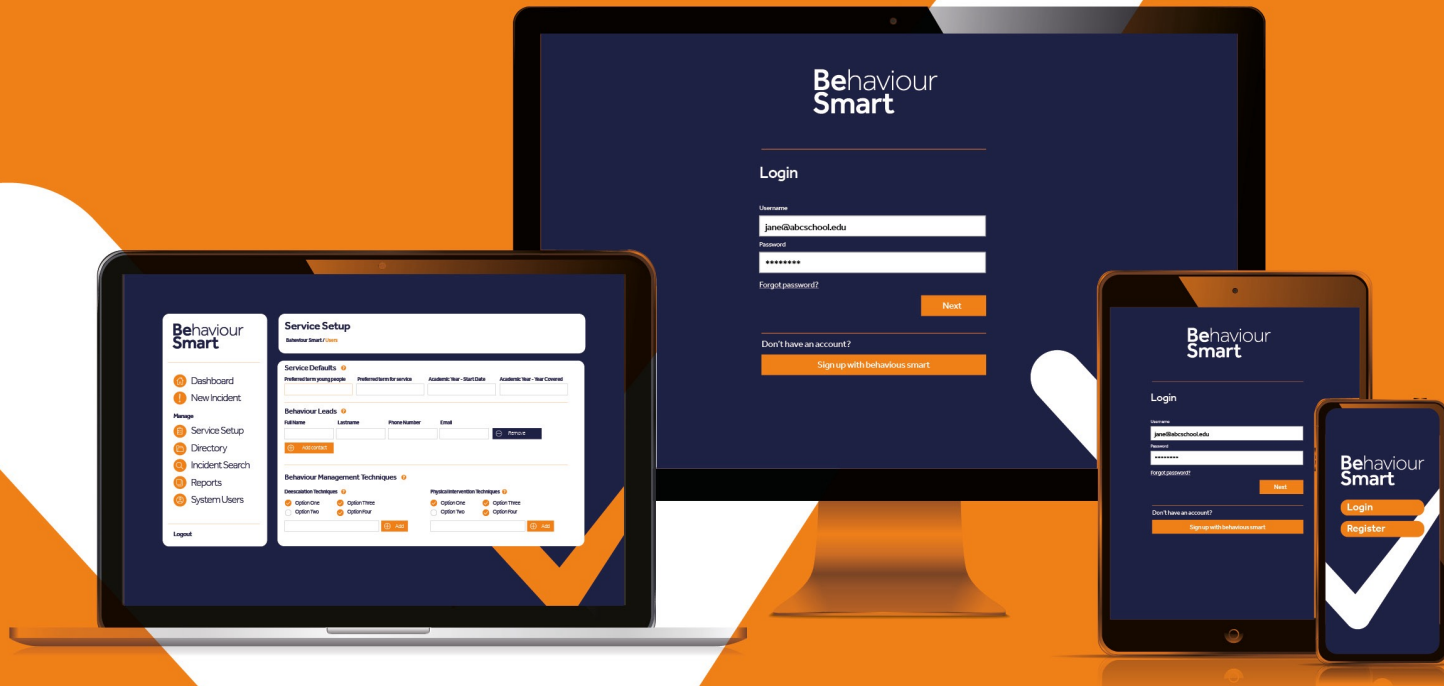 Behaviour
Smart
Login
Username
jane@abcschool.edu
Password
********
Forgot password?
Next
Don't have an account?
Sign up with behavious smart
Behaviour
Smart
Dashboard
New Incident
Manage
Service Setup
Directory
Incident Search
Reports
System Users
Logout
Service Setup
Behaviour Smart / Users
Service Defaults ?
Preferred term young people Preferred term for service Academic Year - Start Date Academic Year - Year Covered
Behaviour Leads ?
Full Name Lastname Phone Number Email
Remove
Add contact
Behaviour Management Techniques ?
Physical Intervention Techniques ?
Option One Option Three Option One Option Three
Option Two Option Four Option Two Option Four
Add Add
Behaviour
Smart
Login
Username
jane@abcschool.edu
Password
********
Forgot password?
Next
Don't have an account?
Sign up with behavious smart
Behaviour
Smart
Login
Register